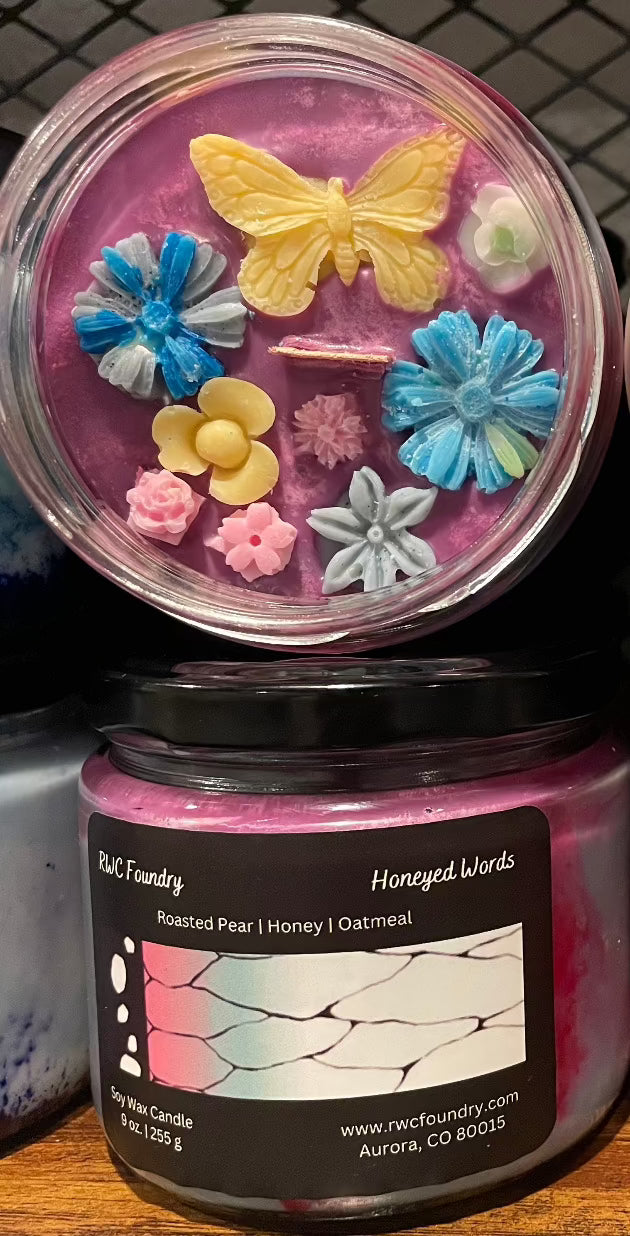 RWC Foundry
Honeyed Words
Roasted Pear | Honey | Oatmeal
Soy Wax Candle
9 oz. | 255 g
www.rwcfoundry.com
Aurora, CO 80015